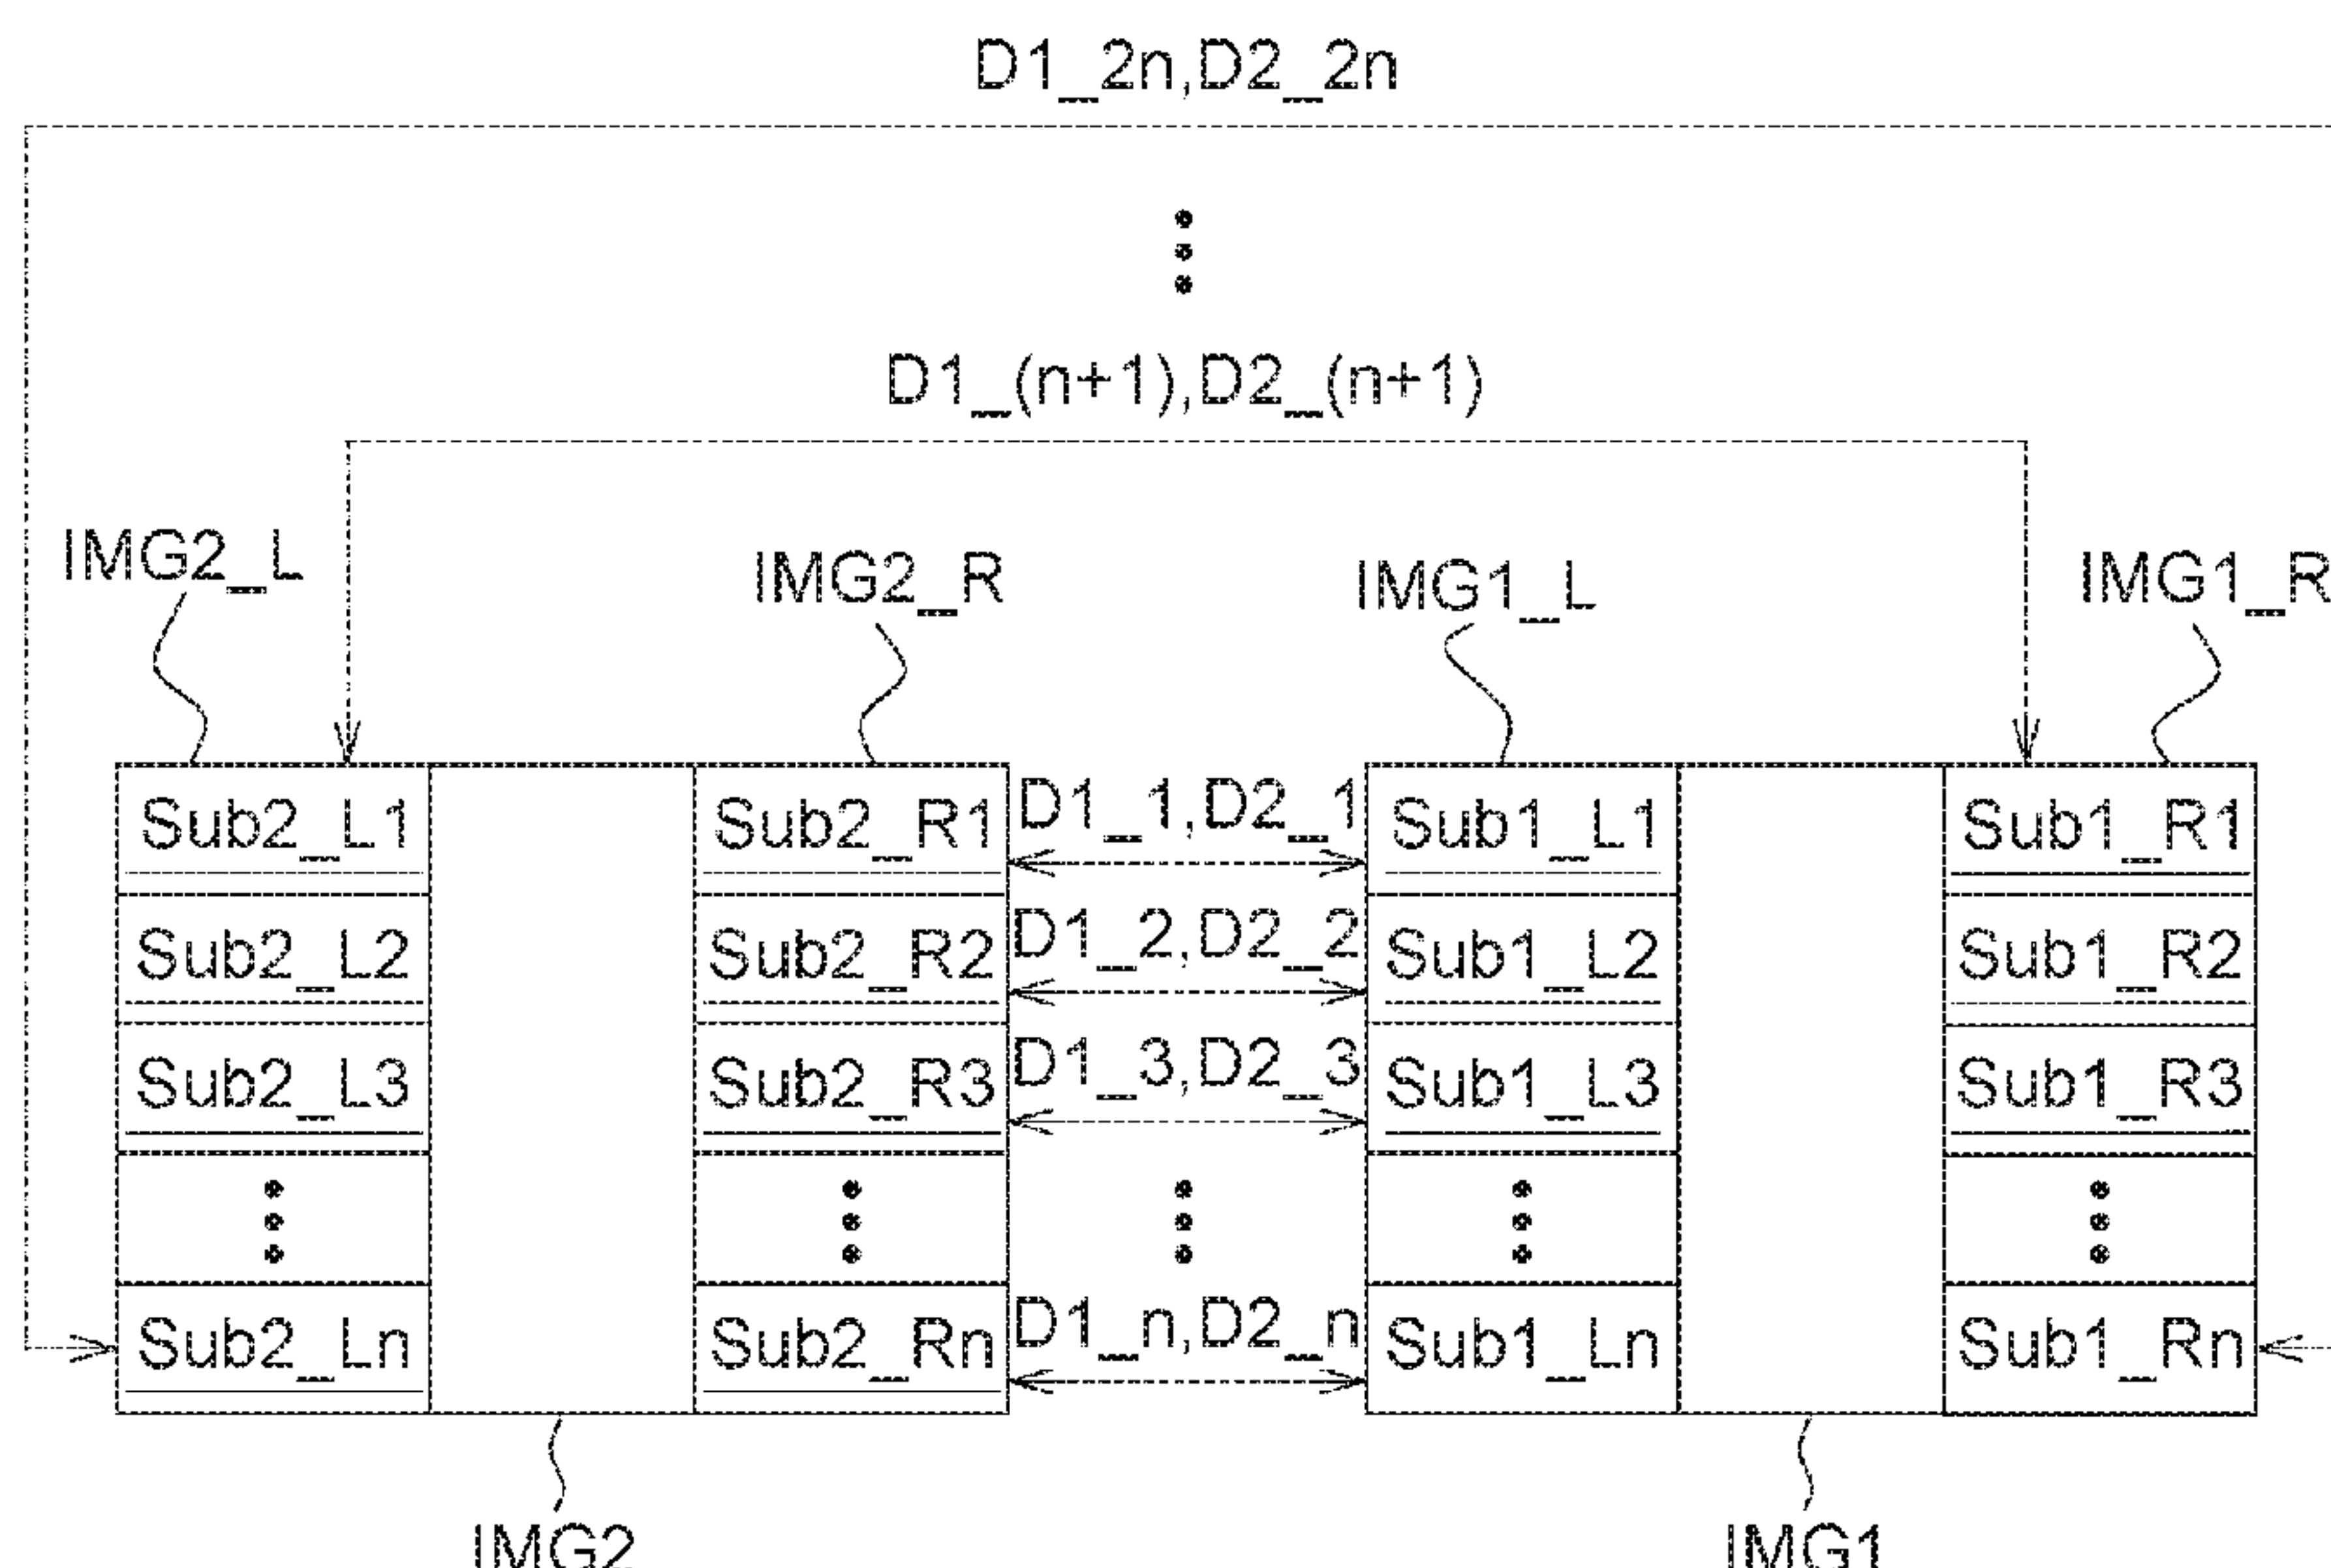 D1_2n,D2_2n
D1_(n+1),D2_(n+1)
IMG2_L
IMG2_R
IMG1_L
IMG1_R
Sub2_L1
Sub2_R1
D1_1,D2_1
Sub1_L1
Sub1_R1
Sub2_L2
Sub2_R2
D1_2,D2_2
Sub1_L2
Sub1_R2
Sub2_L3
Sub2_R3
D1_3,D2_3
Sub1_L3
Sub1_R3
Sub2_Ln
Sub2_Rn
D1_n,D2_n
Sub1_Ln
Sub1_Rn
IMG2
IMG1